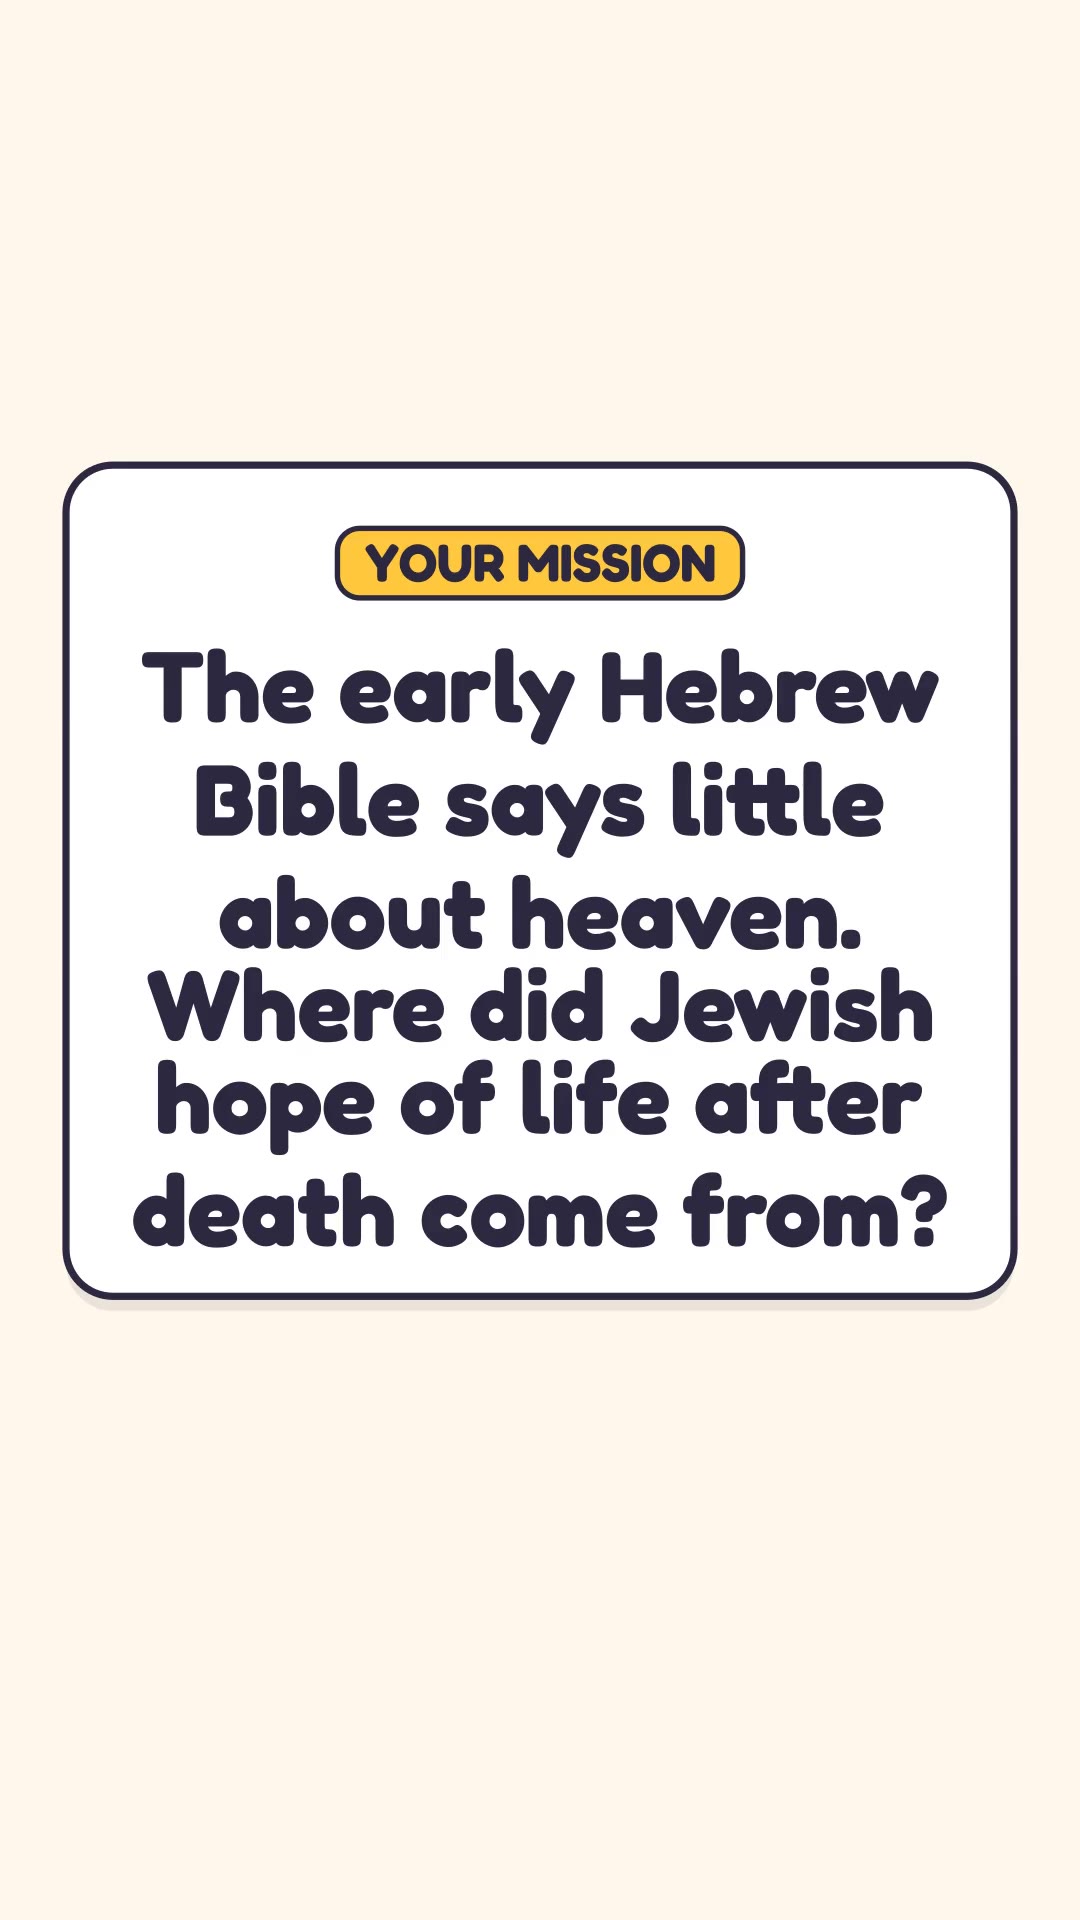 YOUR MISSION
The early Hebrew
Bible says little
about heaven.
Where did Jewish
hope of life after
death come from?